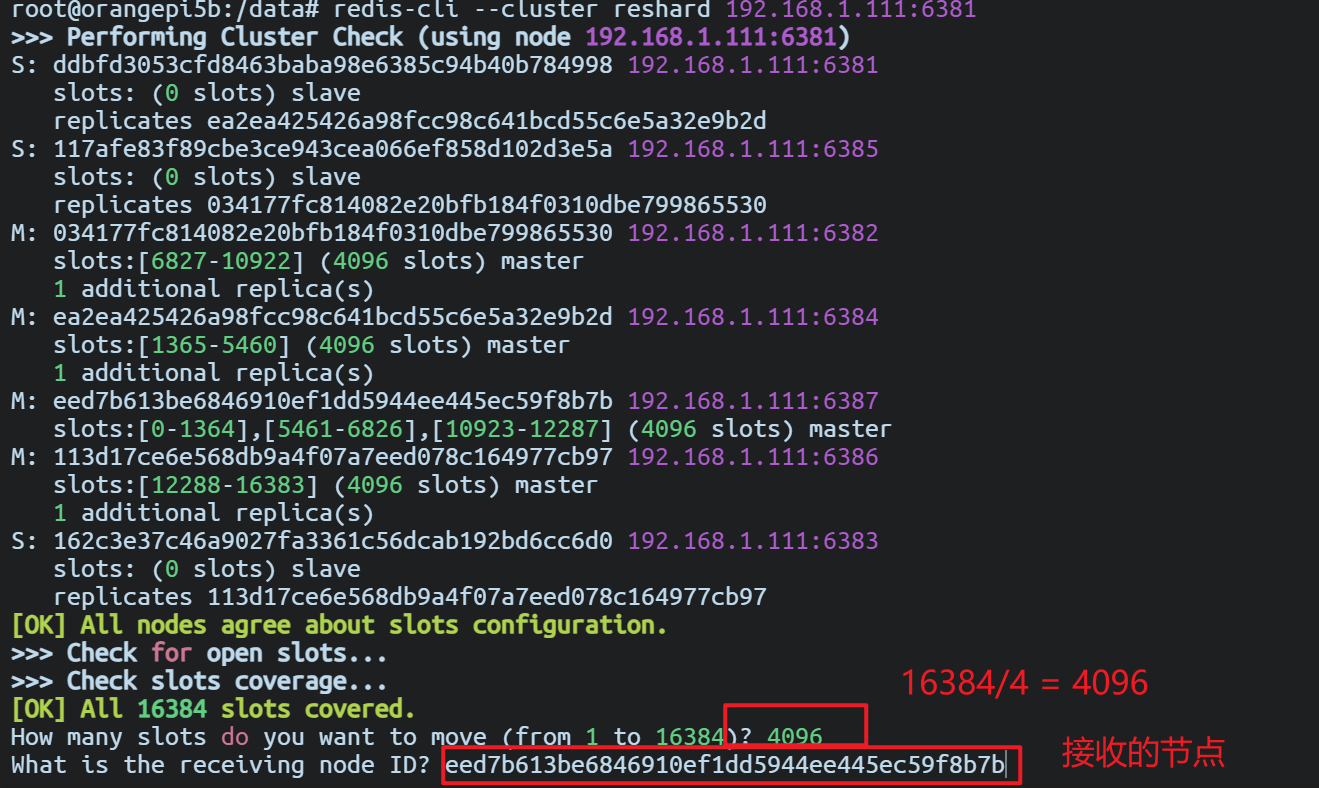 root@orangepi5b:/data# redis-cli --cluster reshard 192.168.1.111:6381
>>> Performing Cluster Check (using node 192.168.1.111:6381)
S: ddbfd3053cfd8463baba98e6385c94b40b784998 192.168.1.111:6381
   slots: (0 slots) slave
   replicates ea2ea425426a98fcc98c641bcd55c6e5a32e9b2d
S: 117afe83f89cbe3ce943cea066ef858d102d3e5a 192.168.1.111:6385
   slots: (0 slots) slave
   replicates 034177fc814082e20bfb184f0310dbe799865530
M: 034177fc814082e20bfb184f0310dbe799865530 192.168.1.111:6382
   slots:[6827-10922] (4096 slots) master
   1 additional replica(s)
M: ea2ea425426a98fcc98c641bcd55c6e5a32e9b2d 192.168.1.111:6384
   slots:[1365-5460] (4096 slots) master
   1 additional replica(s)
M: eed7b613be6846910ef1dd5944ee445ec59f8b7b 192.168.1.111:6387
   slots:[0-1364],[5461-6826],[10923-12287] (4096 slots) master
M: 113d17ce6e568db9a4f07a7eed078c164977cb97 192.168.1.111:6386
   slots:[12288-16383] (4096 slots) master
   1 additional replica(s)
S: 162c3e37c46a9027fa3361c56dcab192bd6cc6d0 192.168.1.111:6383
   slots: (0 slots) slave
   replicates 113d17ce6e568db9a4f07a7eed078c164977cb97
[OK] All nodes agree about slots configuration.
>>> Check for open slots...
>>> Check slots coverage...
16384/4 = 4096
[OK] All 16384 slots covered.
How many slots do you want to move (from 1 to 16384)? 4096
What is the receiving node ID? eed7b613be6846910ef1dd5944ee445ec59f8b7b
接收的节点